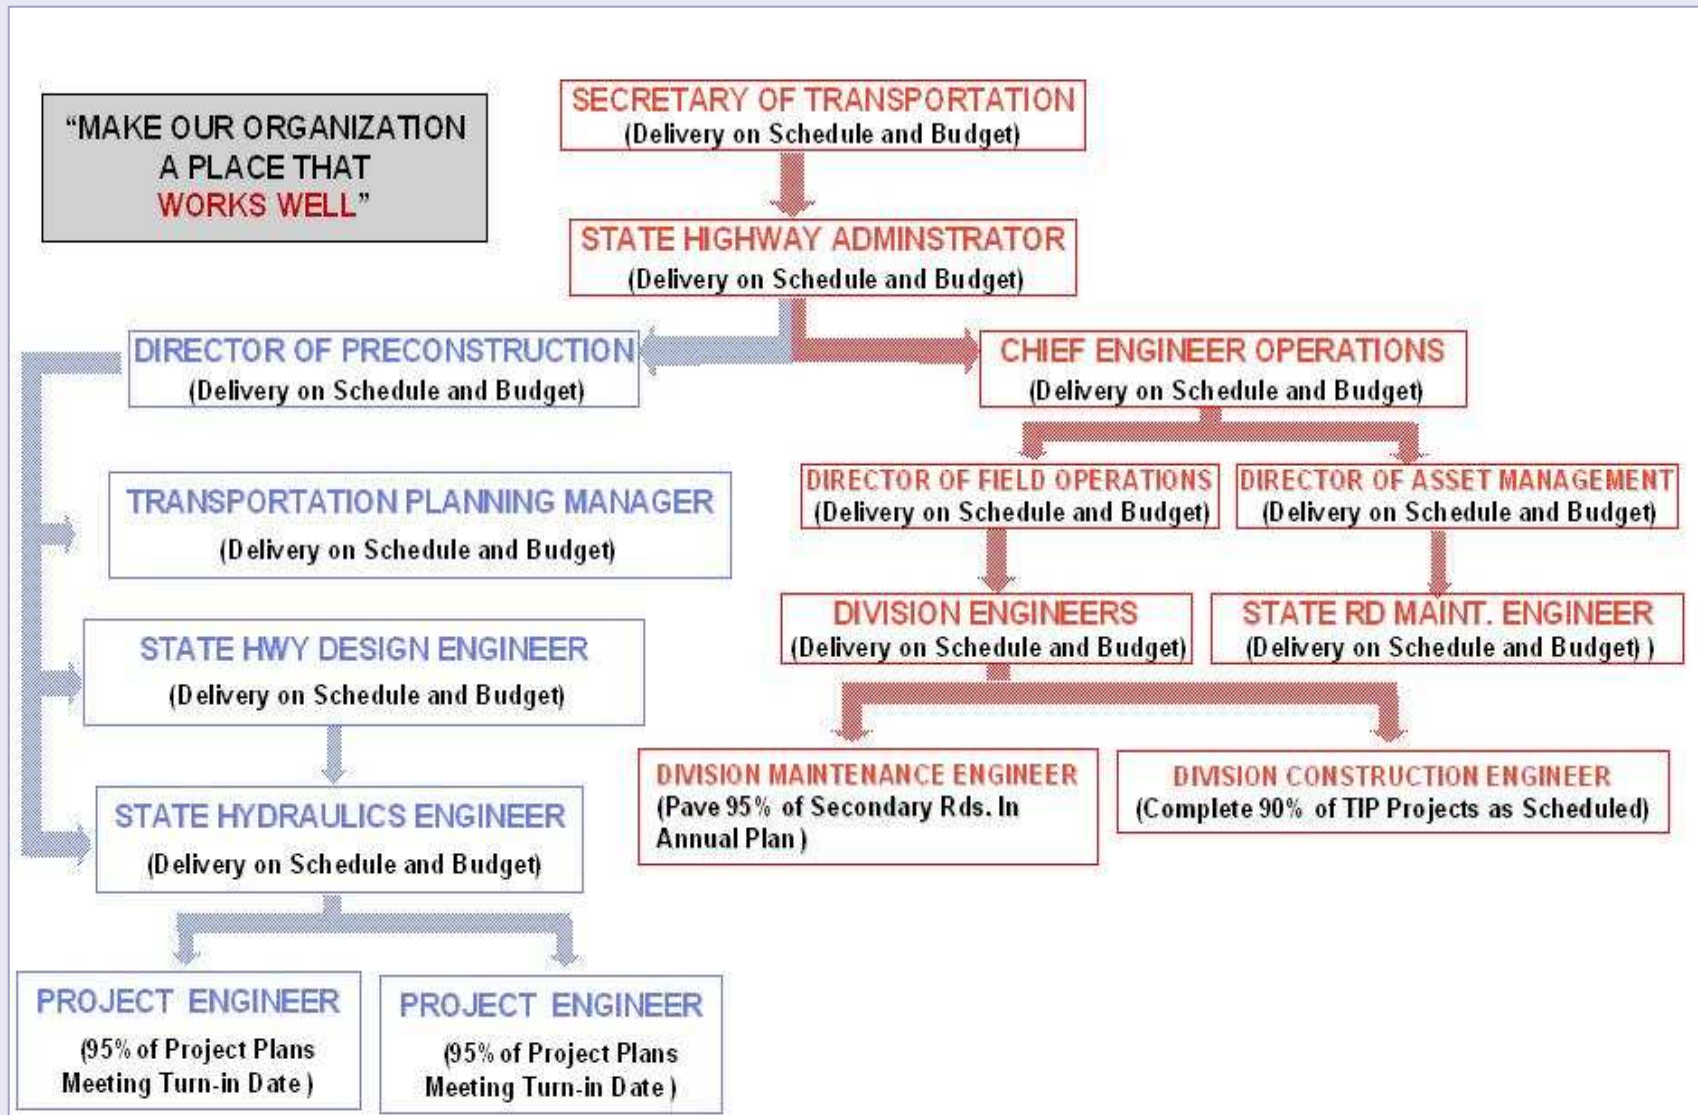 “MAKE OUR ORGANIZATION
A PLACE THAT
WORKS WELL”
SECRETARY OF TRANSPORTATION
(Delivery on Schedule and Budget)
STATE HIGHWAY ADMINSTRATOR
(Delivery on Schedule and Budget)
DIRECTOR OF PRECONSTRUCTION
(Delivery on Schedule and Budget)
CHIEF ENGINEER OPERATIONS
(Delivery on Schedule and Budget)
TRANSPORTATION PLANNING MANAGER
(Delivery on Schedule and Budget)
DIRECTOR OF FIELD OPERATIONS
(Delivery on Schedule and Budget)
DIRECTOR OF ASSET MANAGEMENT
(Delivery on Schedule and Budget)
STATE HWY DESIGN ENGINEER
(Delivery on Schedule and Budget)
DIVISION ENGINEERS
(Delivery on Schedule and Budget)
STATE RD MAINT. ENGINEER
(Delivery on Schedule and Budget) )
STATE HYDRAULICS ENGINEER
(Delivery on Schedule and Budget)
DIVISION MAINTENANCE ENGINEER
(Pave 95% of Secondary Rds. In
Annual Plan )
DIVISION CONSTRUCTION ENGINEER
(Complete 90% of TIP Projects as Scheduled)
PROJECT ENGINEER
(95% of Project Plans
Meeting Turn-in Date )
PROJECT ENGINEER
(95% of Project Plans
Meeting Turn-in Date )